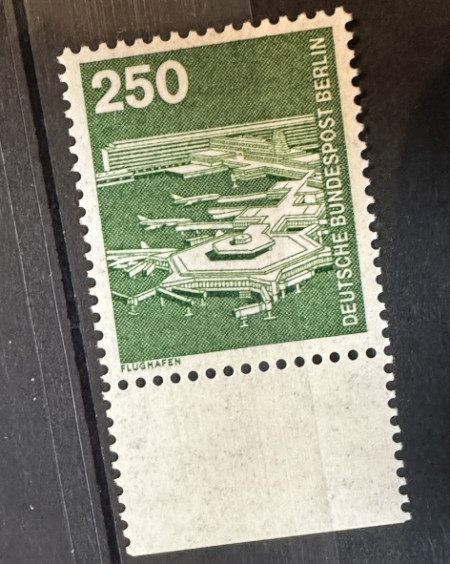 250
DEUTSCHE BUNDESPOST BERLIN
FLUGHAFEN